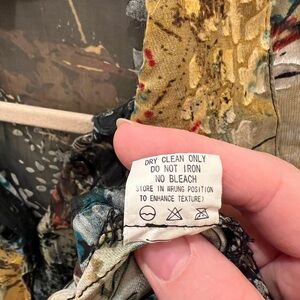 DRY CLEAN ONLY
DO NOT IRON
NO BLEACH
STORE IN WRUNG POSITION
TO ENHANCE TEXTURE)